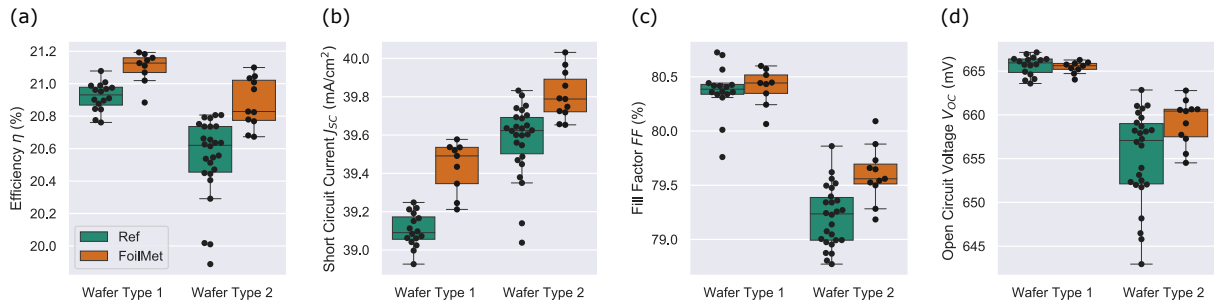 (a)
Efficiency η (%)
21.2
21.0
20.8
20.6
20.4
20.2
20.0
Ref
FoilMet
Wafer Type 1
Wafer Type 2
(b)
Short Circuit Current J_SC (mA/cm²)
40.0
39.8
39.6
39.4
39.2
39.0
Wafer Type 1
Wafer Type 2
(c)
Fill Factor FF (%)
80.5
80.0
79.5
79.0
Wafer Type 1
Wafer Type 2
(d)
Open Circuit Voltage V_OC (mV)
665
660
655
650
645
Wafer Type 1
Wafer Type 2